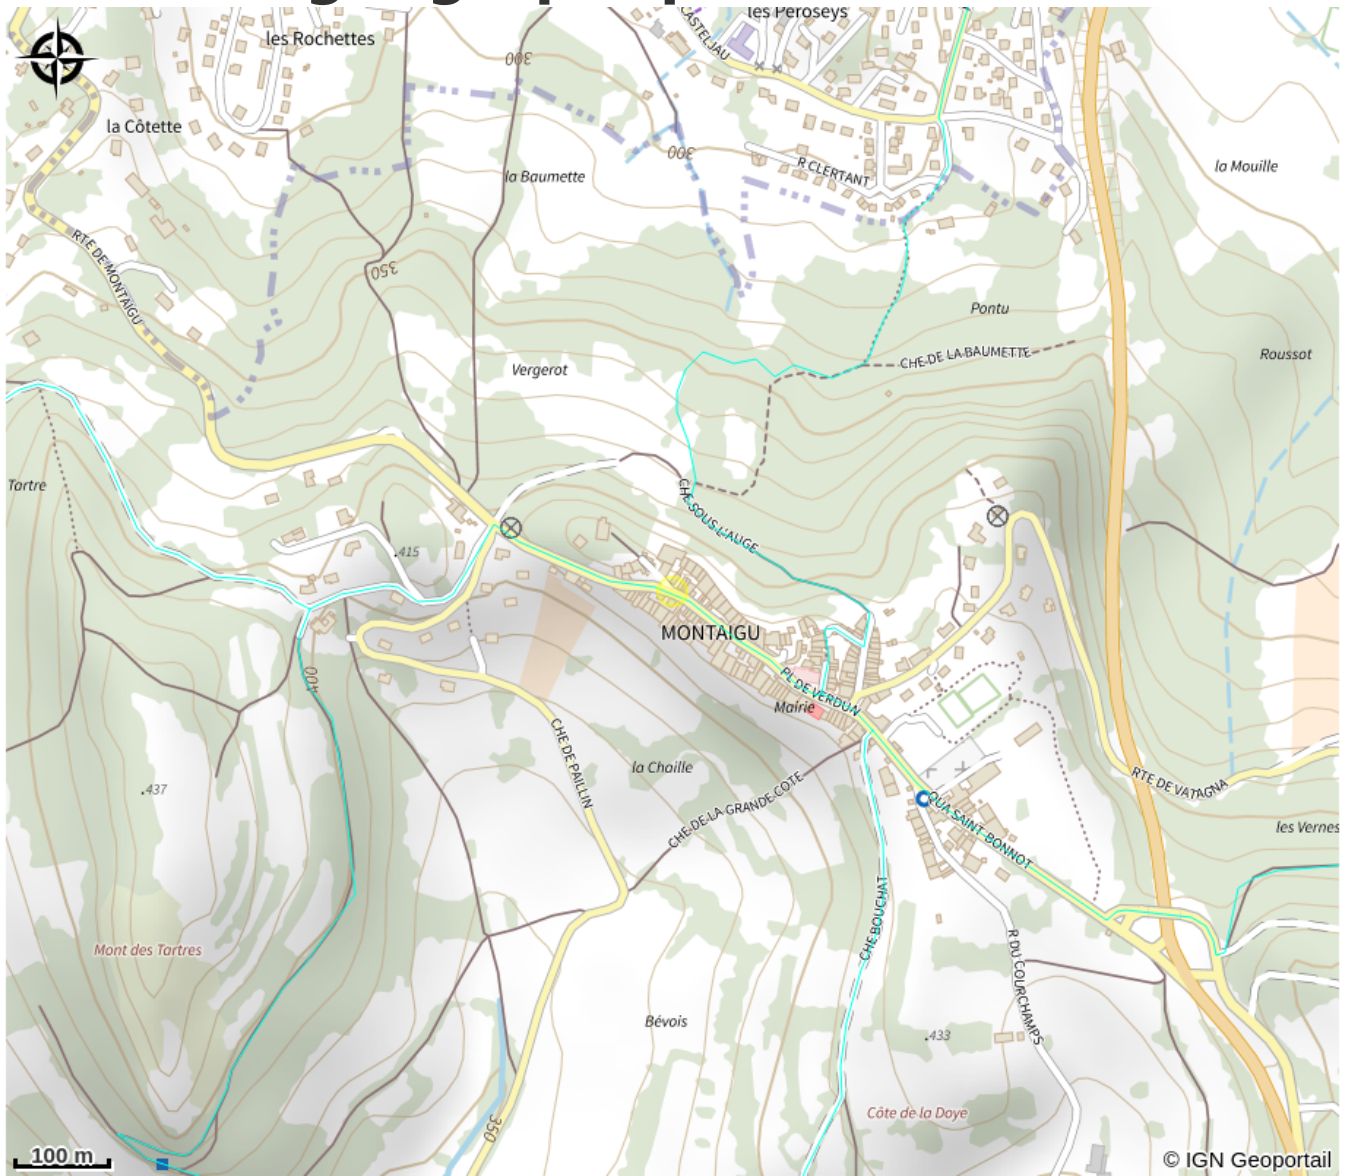 les Peroseys
les Rochettes
CASTELJAU
300
la Côtette
300
R CLERTANT
la Mouille
la Baumette
RTE DE MONTAIGU
350
Pontu
CHE DE LA BAUMETTE
Roussot
Vergerot
Tartre
CHE SOUS L'AUGE
.415
MONTAIGU
400
PL DE VERDUN
Mairie
CHE DE PAILLIN
la Chaille
.437
CHE DE LA GRANDE COTE
RTE DE VATAGNA
QUA SAINT BONNOT
les Vernes
CHE BOUCHAT
Mont des Tartres
R DU COURCHAMPS
Bévois
.433
Côte de la Doye
350
100 m
© IGN Geoportail